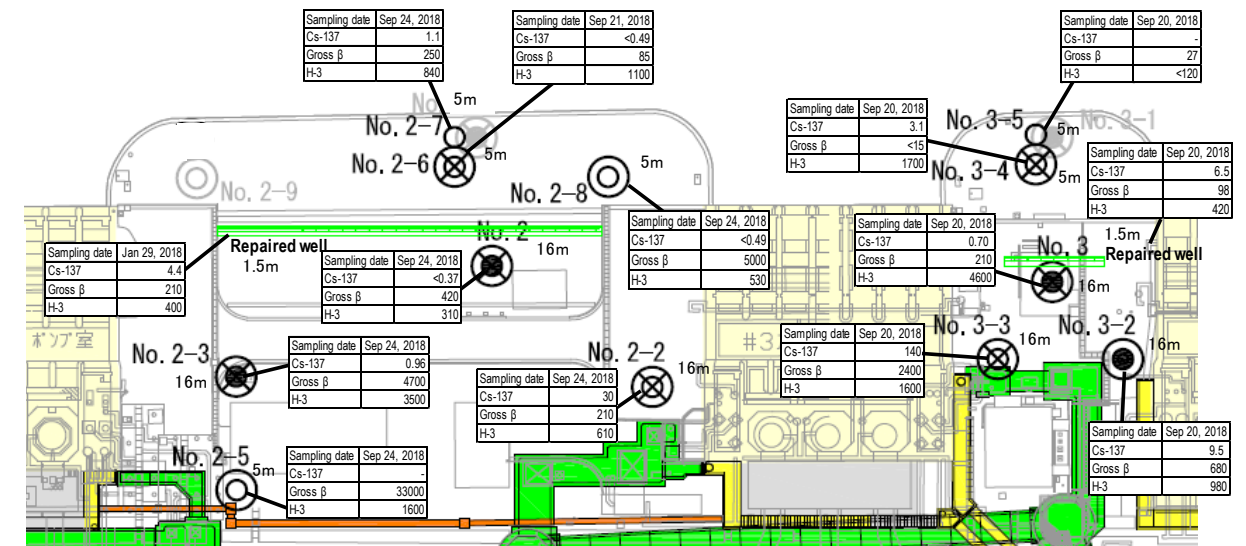 Sampling date Sep 24, 2018
Cs-137 1.1
Gross β 250
H-3 840
Sampling date Sep 21, 2018
Cs-137 <0.49
Gross β 85
H-3 1100
Sampling date Sep 20, 2018
Cs-137 -
Gross β 27
H-3 <120
No. 5m
No. 2-7
No. 2-6 5m
No. 2-9
No. 2-8 5m
Sampling date Sep 20, 2018
Cs-137 3.1
Gross β <15
H-3 1700
No. 3-5 5m No. 3-1
No. 3-4 5m
Sampling date Sep 20, 2018
Cs-137 6.5
Gross β 98
H-3 420
Sampling date Jan 29, 2018
Cs-137 4.4
Gross β 210
H-3 400
Repaired well
1.5m
No. 2 16m
Sampling date Sep 24, 2018
Cs-137 <0.37
Gross β 420
H-3 310
Sampling date Sep 24, 2018
Cs-137 <0.49
Gross β 5000
H-3 530
Sampling date Sep 20, 2018
Cs-137 0.70
Gross β 210
H-3 4600
No. 3
16m
1.5m
Repaired well
ポンプ室
No. 2-3
16m
Sampling date Sep 24, 2018
Cs-137 0.96
Gross β 4700
H-3 3500
No. 2-2
16m
Sampling date Sep 24, 2018
Cs-137 30
Gross β 210
H-3 610
Sampling date Sep 20, 2018
Cs-137 140
Gross β 2400
H-3 1600
No. 3-3
16m
No. 3-2
16m
Sampling date Sep 20, 2018
Cs-137 9.5
Gross β 680
H-3 980
No. 2-5
5m
Sampling date Sep 24, 2018
Cs-137 -
Gross β 33000
H-3 1600